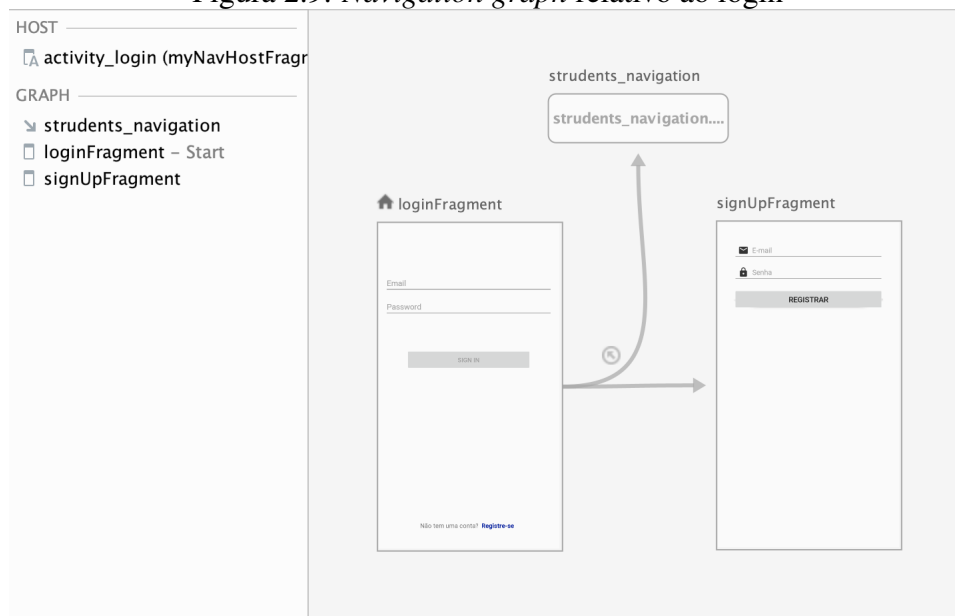 Figura 2.9: Navigation graph relativo ao login
HOST
activity_login (myNavHostFragr
GRAPH
strudents_navigation
loginFragment – Start
signUpFragment
strudents_navigation
strudents_navigation....
loginFragment
Email
Password
SIGN IN
Não tem uma conta? Registre-se
signUpFragment
E-mail
Senha
REGISTRAR